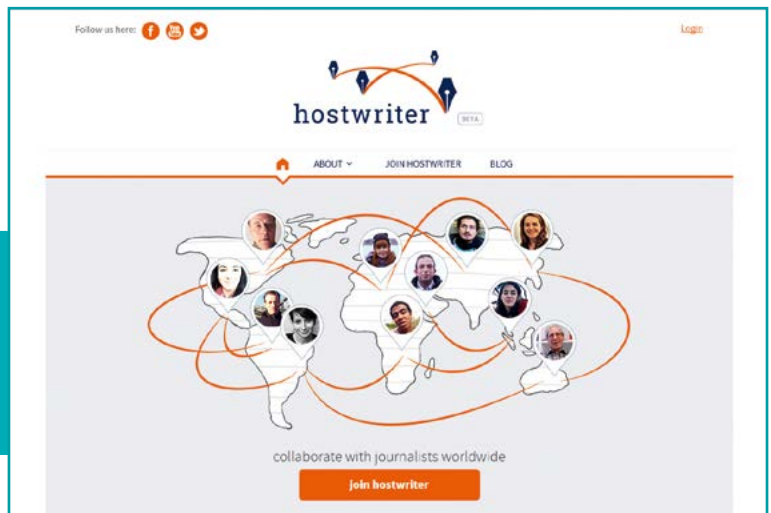 Follow us here:
Login
hostwriter
BETA
ABOUT
JOIN HOSTWRITER
BLOG
collaborate with journalists worldwide
join hostwriter